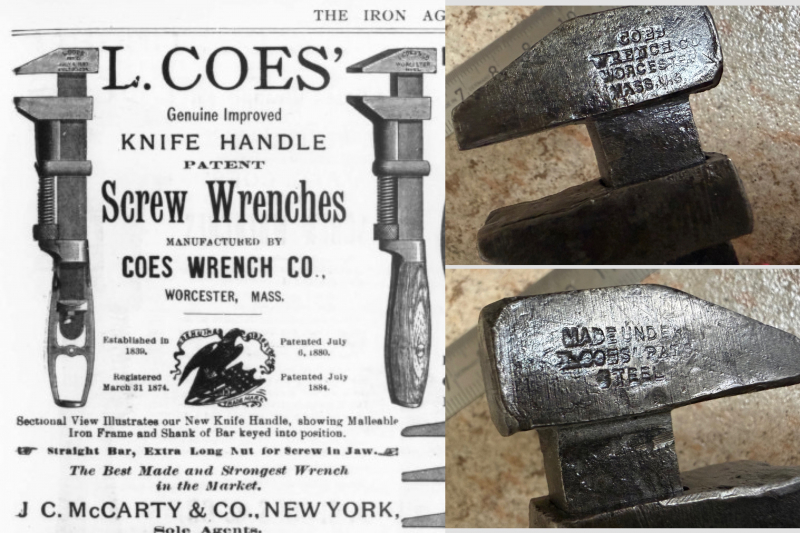 THE IRON AG
L. COES'
Genuine Improved
KNIFE HANDLE
PATENT
Screw Wrenches
MANUFACTURED BY
COES WRENCH CO.,
WORCESTER, MASS.
Established in
1839.
Registered
March 31 1874.
Patented July
6, 1880.
Patented July
1884.
TRADE MARK
Sectional View Illustrates our New Knife Handle, showing Malleable
Iron Frame and Shank of Bar keyed into position.
Straight Bar, Extra Long Nut for Screw in Jaw.
The Best Made and Strongest Wrench
in the Market.
J. C. McCARTY & CO., NEW YORK,
Sole Agents.
COES
WRENCH CO
WORCESTER
MASS. U.S.
MADE UNDER
L. COES' PAT
STEEL